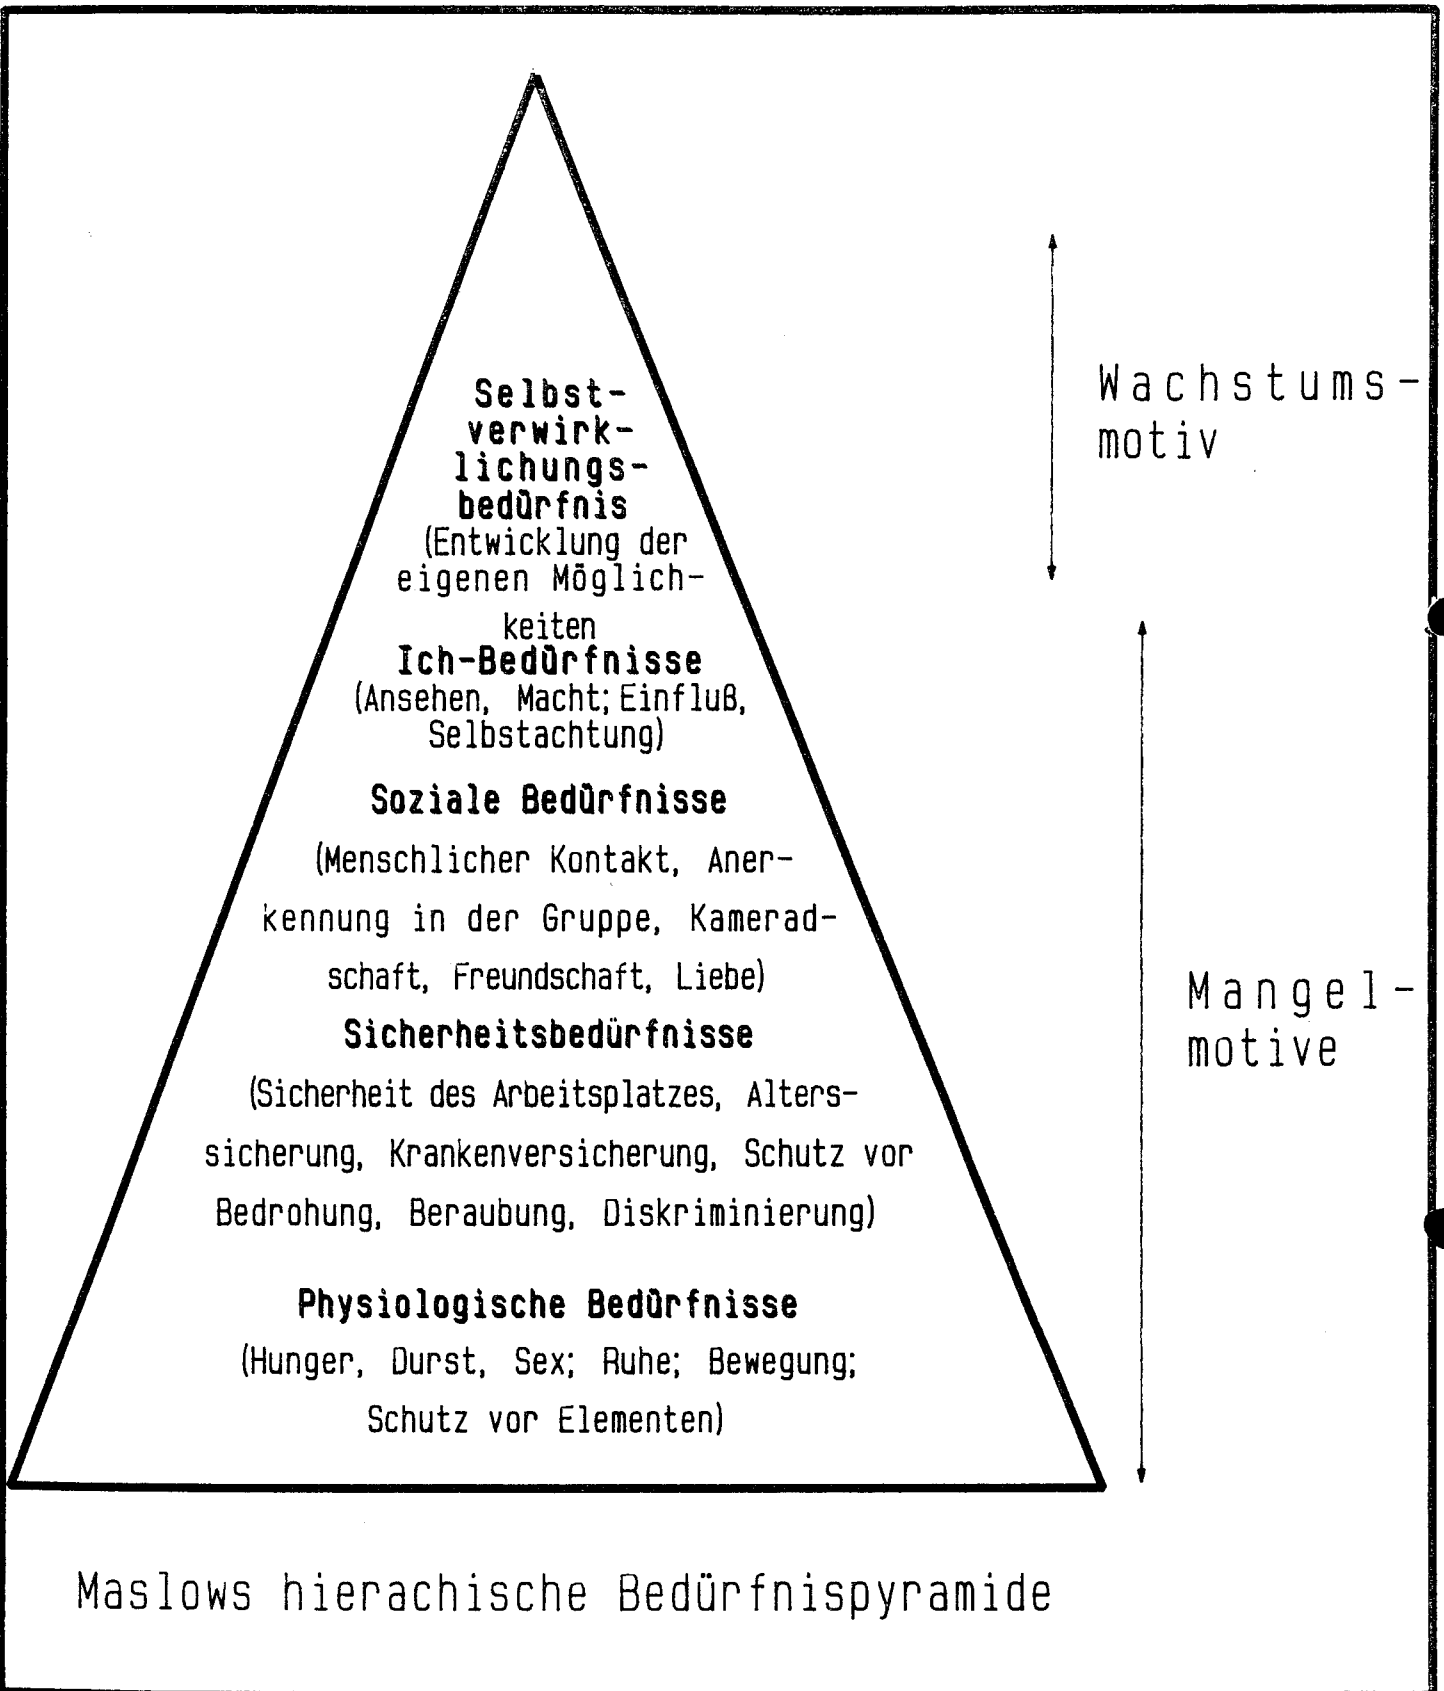 Selbst-
verwirk-
lichungs-
bedürfnis
(Entwicklung der
eigenen Möglich-
keiten
Wachstums-
motiv
Ich-Bedürfnisse
(Ansehen, Macht; Einfluß,
Selbstachtung)
Soziale Bedürfnisse
(Menschlicher Kontakt, Aner-
kennung in der Gruppe, Kamerad-
schaft, Freundschaft, Liebe)
Sicherheitsbedürfnisse
(Sicherheit des Arbeitsplatzes, Alters-
sicherung, Krankenversicherung, Schutz vor
Bedrohung, Beraubung, Diskriminierung)
Physiologische Bedürfnisse
(Hunger, Durst, Sex; Ruhe; Bewegung;
Schutz vor Elementen)
Mangel-
motive
Maslows hierachische Bedürfnispyramide